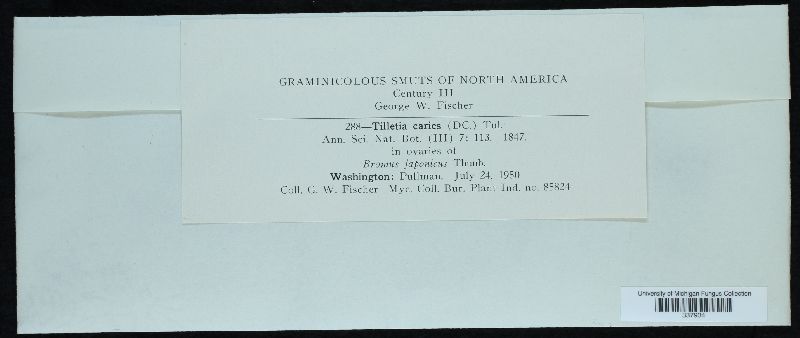 GRAMINICOLOUS SMUTS OF NORTH AMERICA
Century III
George W. Fischer
288—Tilletia caries (DC.) Tul.
Ann. Sci. Nat. Bot. (III) 7: 113. 1847.
in ovaries of
Bromus japonicus Thunb.
Washington: Pullman. July 24, 1950
Coll. G. W. Fischer Myc. Coll. Bur. Plant Ind. no. 85824
University of Michigan Fungus Collection